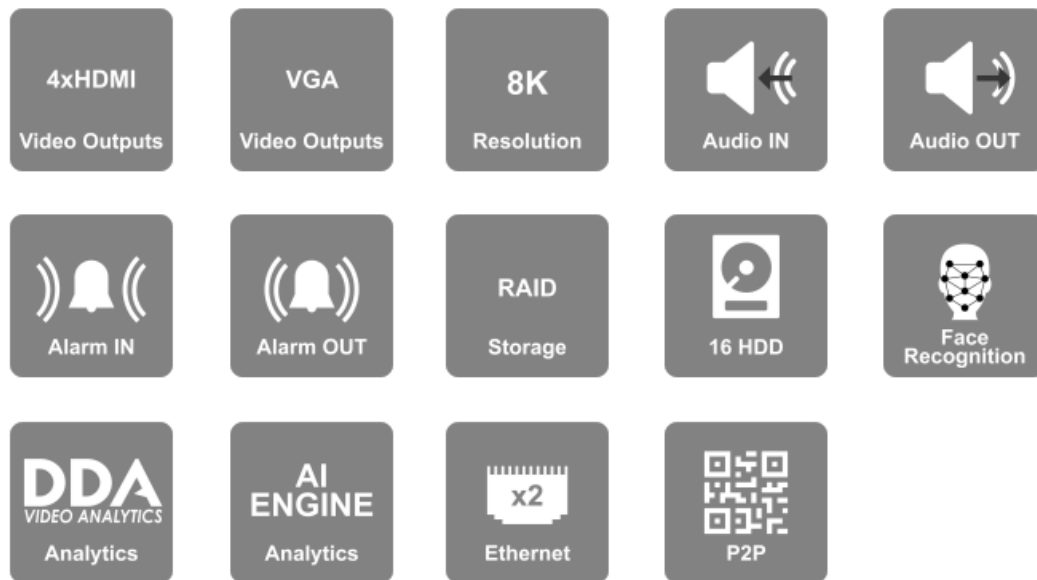 4xHDMI
Video Outputs
VGA
Video Outputs
8K
Resolution
Audio IN
Audio OUT
Alarm IN
Alarm OUT
RAID
Storage
16 HDD
Face
Recognition
DDA
VIDEO ANALYTICS
Analytics
AI
ENGINE
Analytics
x2
Ethernet
P2P